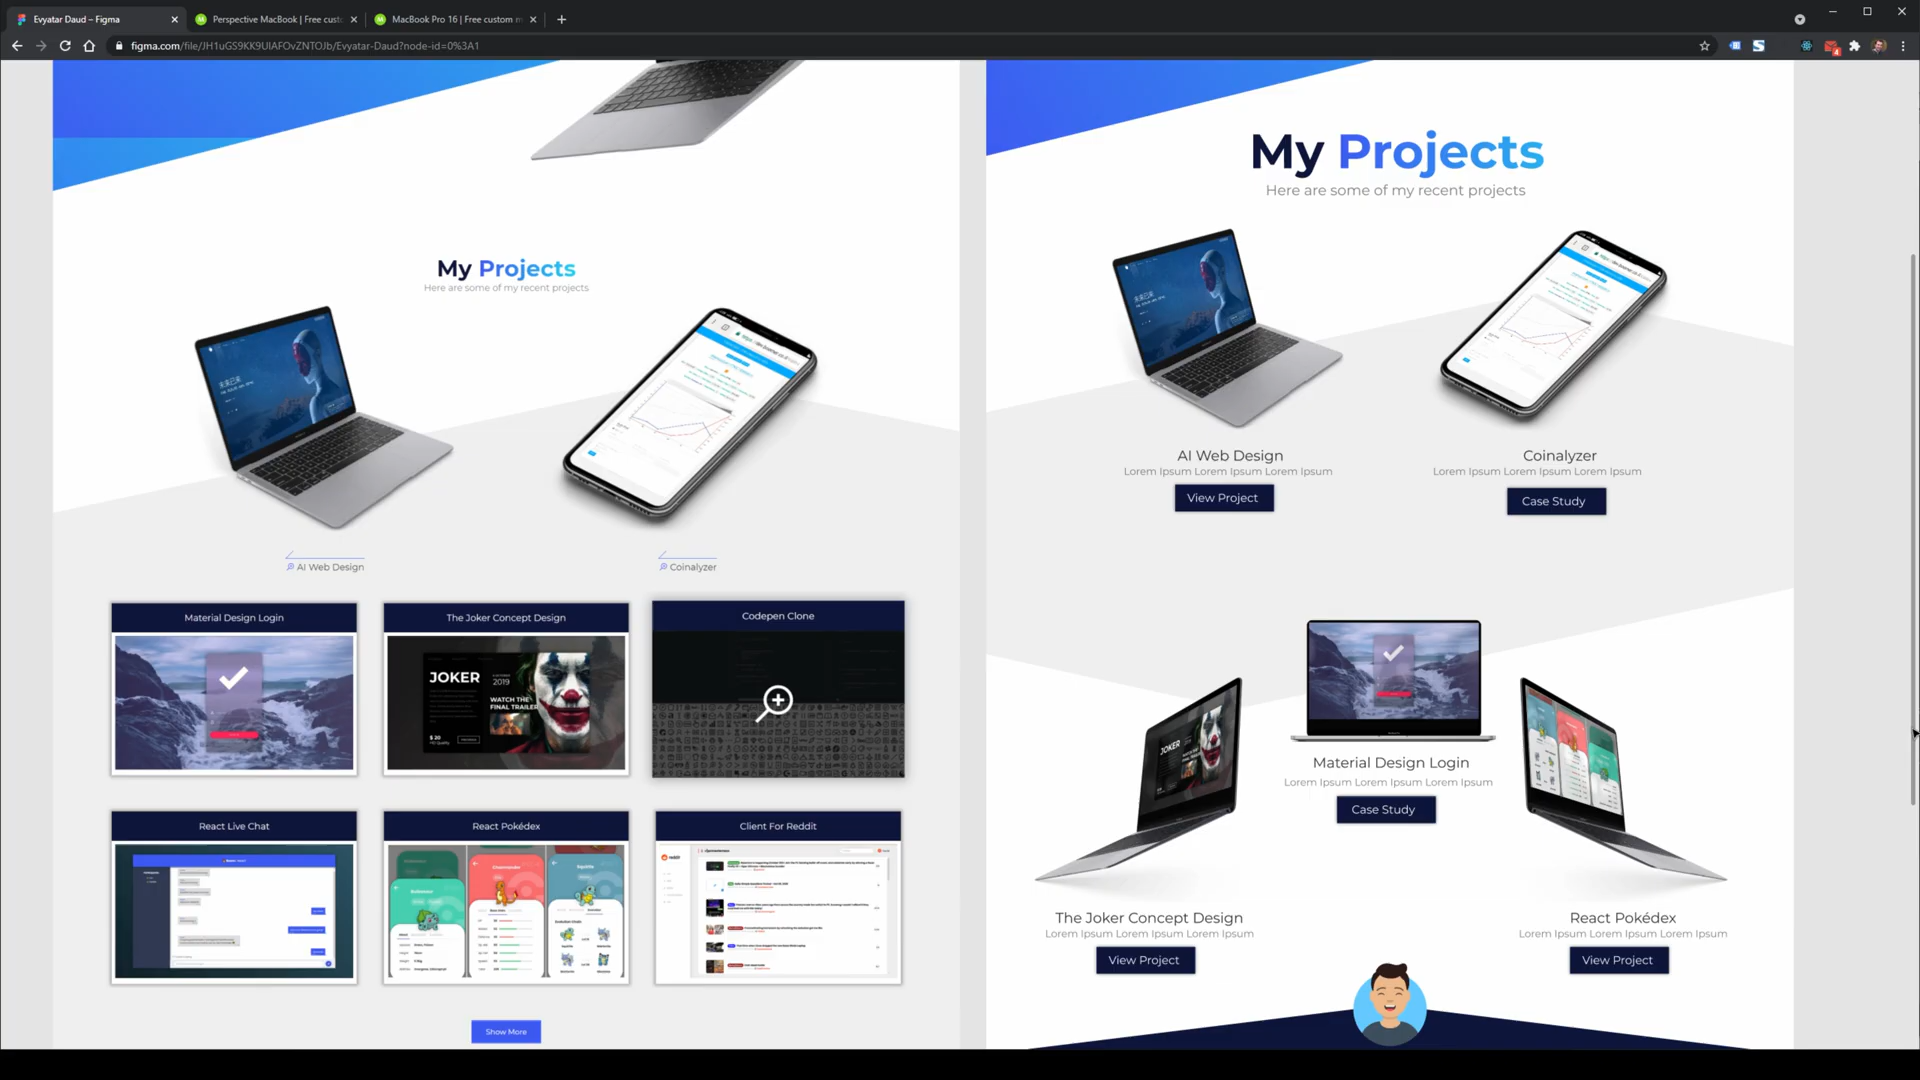 Evyatar Daud – Figma
Perspective MacBook | Free custo
MacBook Pro 16 | Free custom m
figma.com/file/JH1uGS9KK9UIAFOvZNTOJb/Evyatar-Daud?node-id=0%3A1
My Projects
Here are some of my recent projects
AI Web Design
Coinalyzer
Material Design Login
The Joker Concept Design
Codepen Clone
JOKER
2019
WATCH THE
FINAL TRAILER
$ 20
React Live Chat
React Pokédex
Client For Reddit
Show More
My Projects
Here are some of my recent projects
AI Web Design
Coinalyzer
Lorem Ipsum Lorem Ipsum Lorem Ipsum
Lorem Ipsum Lorem Ipsum Lorem Ipsum
View Project
Case Study
JOKER
Material Design Login
Lorem Ipsum Lorem Ipsum Lorem Ipsum
Case Study
The Joker Concept Design
React Pokédex
Lorem Ipsum Lorem Ipsum Lorem Ipsum
Lorem Ipsum Lorem Ipsum Lorem Ipsum
View Project
View Project